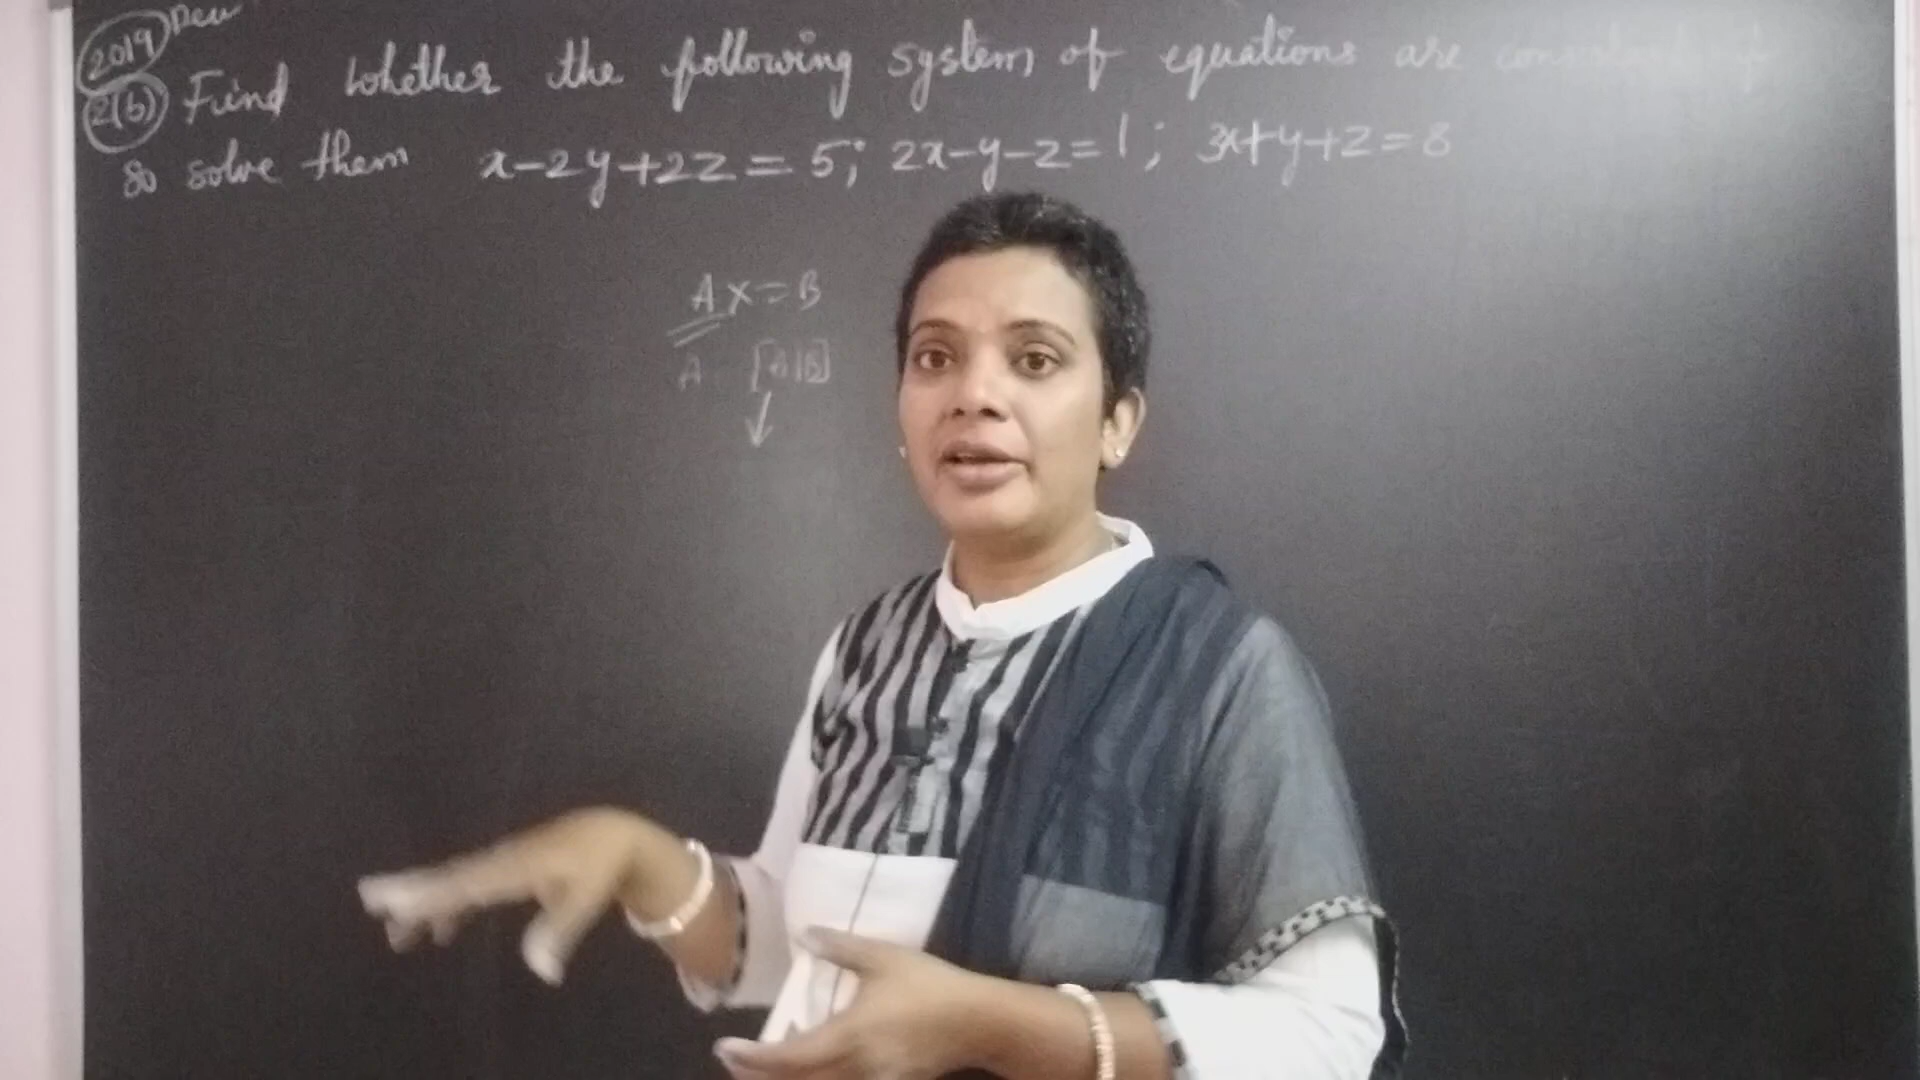 2019 Dec
2(b) Find whether the following system of equations are
so solve them x-2y+2z=5; 2x-y-z=1; 3x+y+z=8
AX=B
A [A|B]